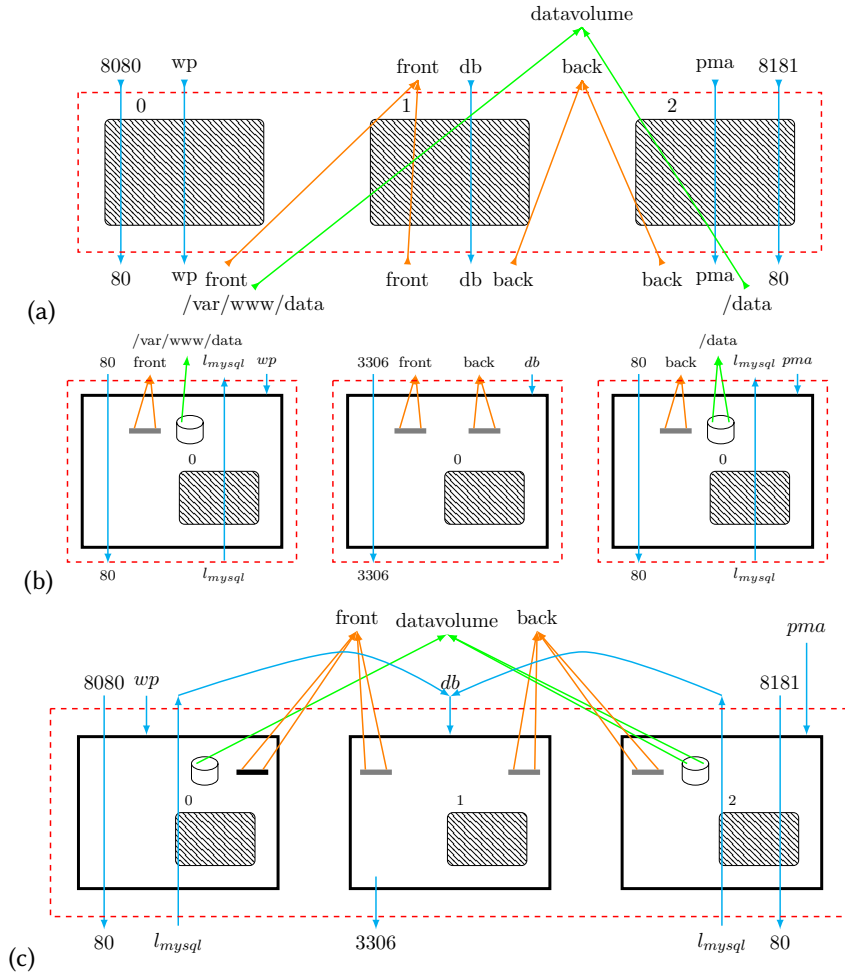 datavolume
8080 wp front db back pma 8181
0 1 2
80 wp front front db back back pma 80
/var/www/data /data
(a)
/var/www/data /data
80 front l_mysql wp 3306 front back db 80 back l_mysql pma
0 0 0
80 l_mysql 3306 80 l_mysql
(b)
front datavolume back pma
8080 wp db 8181
0 1 2
80 l_mysql 3306 l_mysql 80
(c)